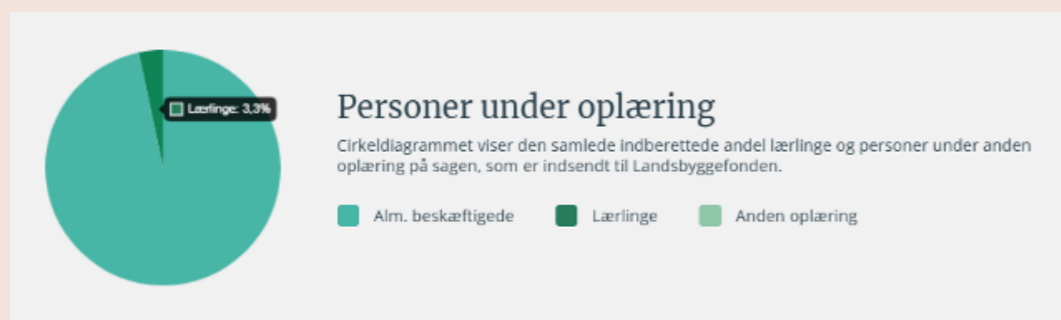 Lærlinge: 3,3%
Personer under oplæring
Cirkeldiagrammet viser den samlede indberettede andel lærlinge og personer under anden
oplæring på sagen, som er indsendt til Landsbyggefonden.
Alm. beskæftigede Lærlinge Anden oplæring